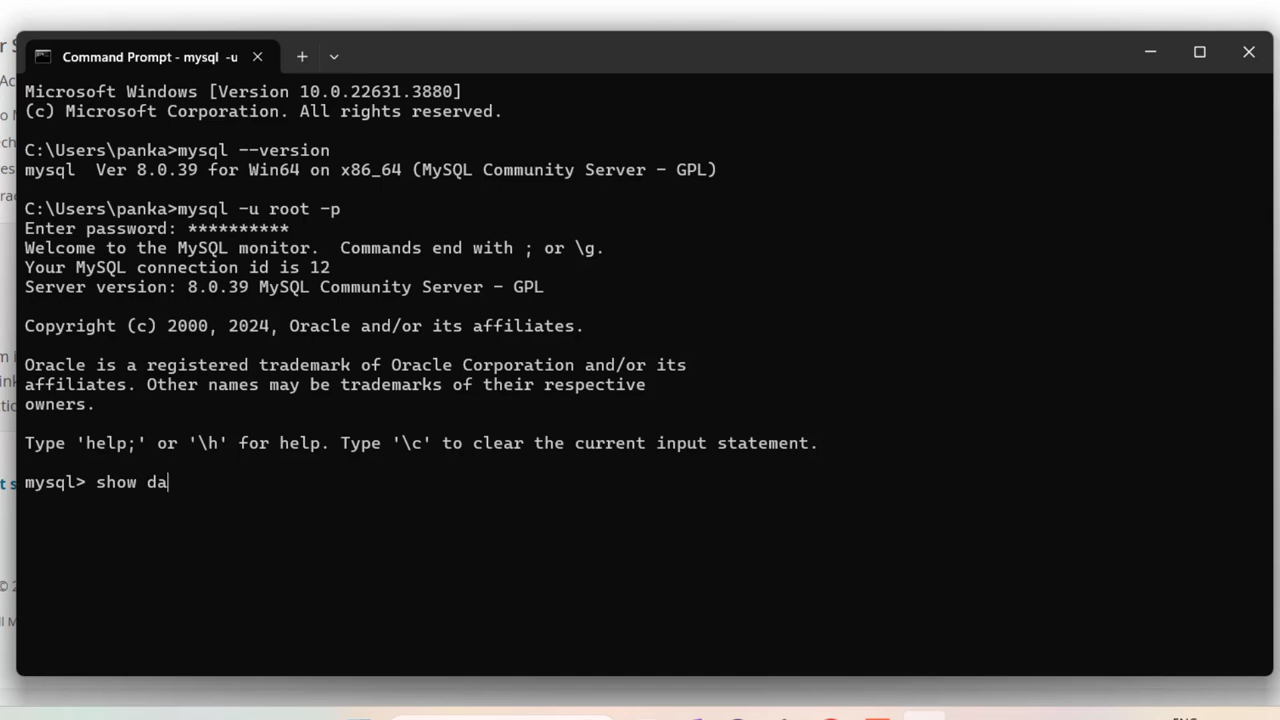 Command Prompt - mysql -u
Microsoft Windows [Version 10.0.22631.3880]
(c) Microsoft Corporation. All rights reserved.
C:\Users\panka>mysql --version
mysql  Ver 8.0.39 for Win64 on x86_64 (MySQL Community Server - GPL)
C:\Users\panka>mysql -u root -p
Enter password: **********
Welcome to the MySQL monitor.  Commands end with ; or \g.
Your MySQL connection id is 12
Server version: 8.0.39 MySQL Community Server - GPL
Copyright (c) 2000, 2024, Oracle and/or its affiliates.
Oracle is a registered trademark of Oracle Corporation and/or its
affiliates. Other names may be trademarks of their respective
owners.
Type 'help;' or '\h' for help. Type '\c' to clear the current input statement.
mysql> show da